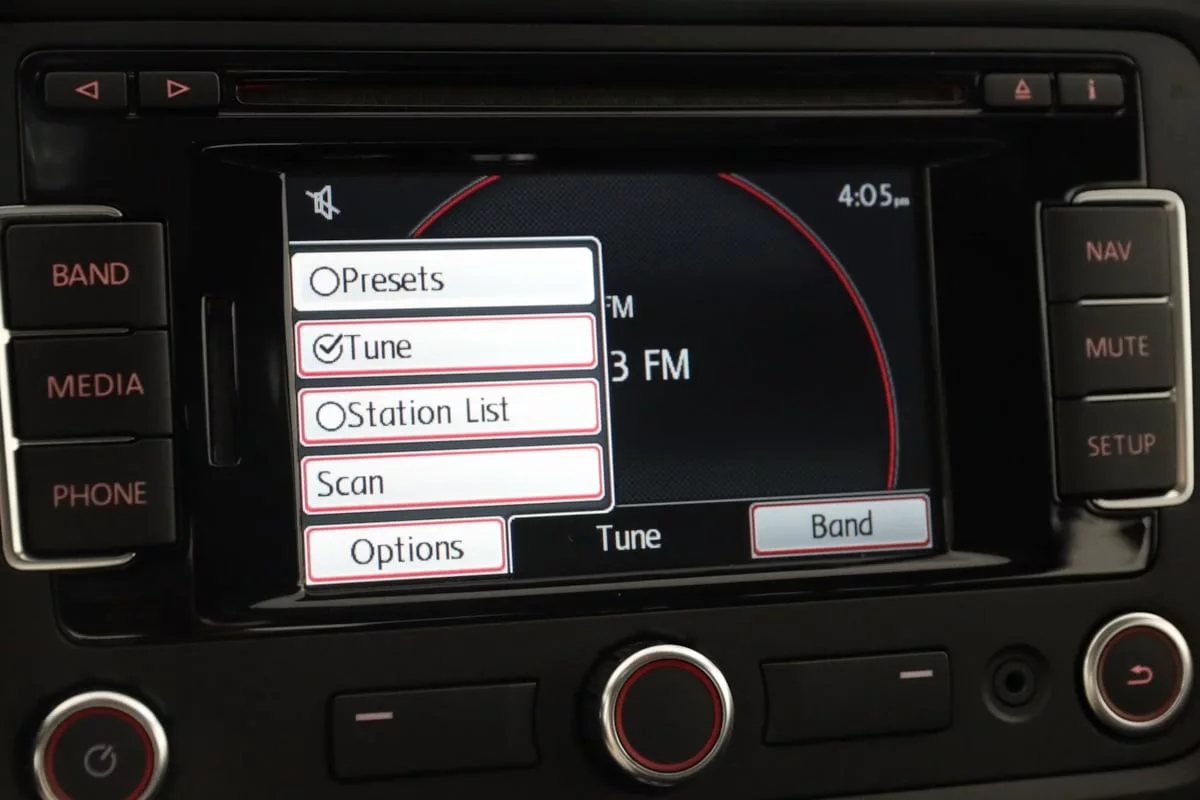 4:05pm
BAND
NAV
Presets
FM
MUTE
Tune
3 FM
MEDIA
Station List
SETUP
PHONE
Scan
Options
Tune
Band